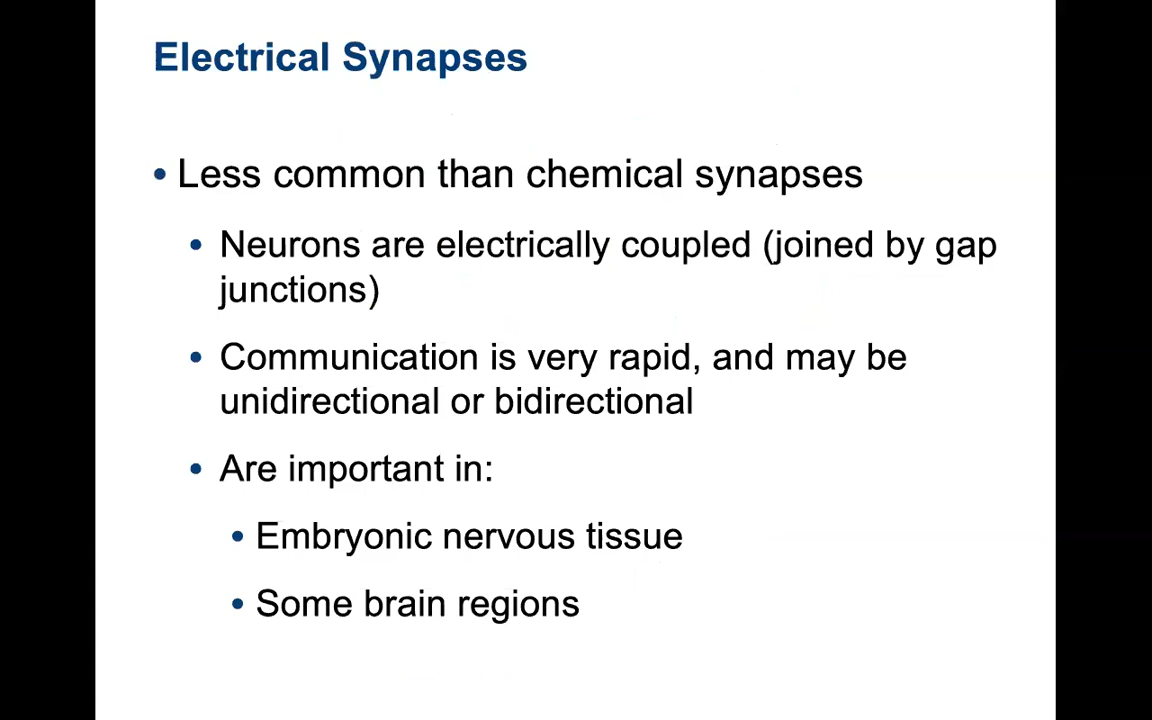 Electrical Synapses
• Less common than chemical synapses
• Neurons are electrically coupled (joined by gap
junctions)
• Communication is very rapid, and may be
unidirectional or bidirectional
• Are important in:
• Embryonic nervous tissue
• Some brain regions